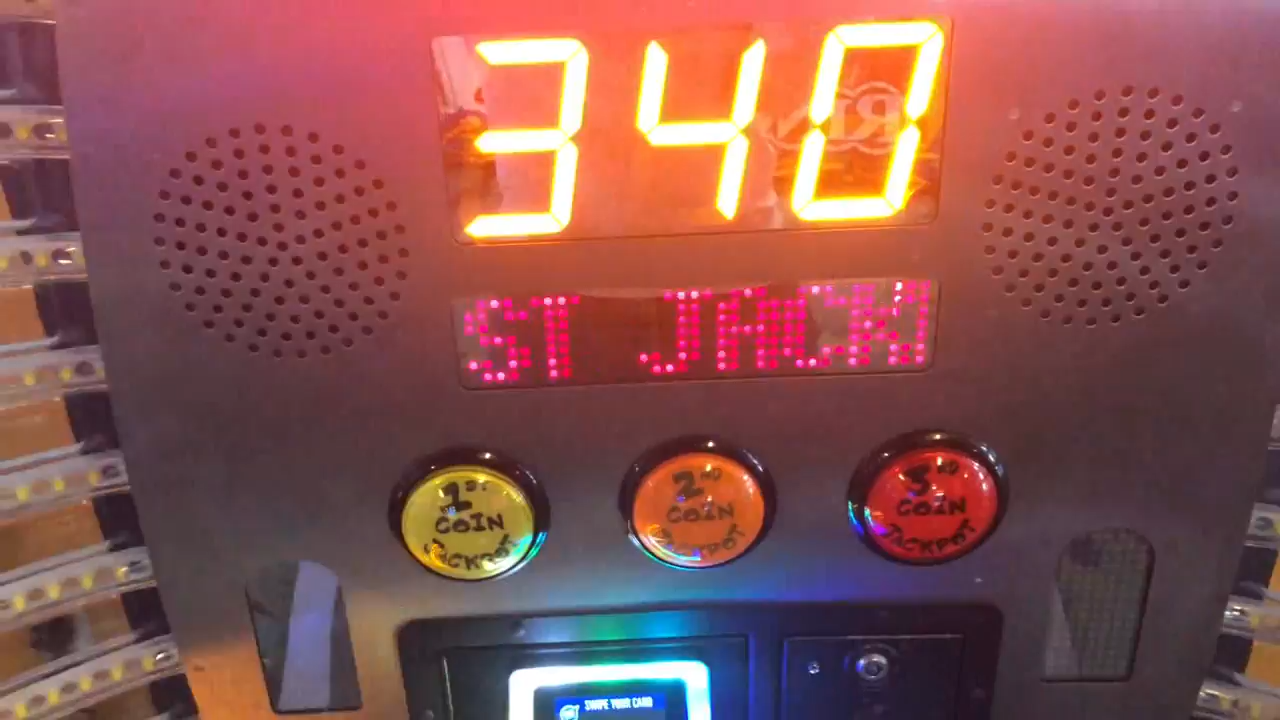 340
ST JACK
1ST COIN JACKPOT
2ND COIN JACKPOT
3RD COIN JACKPOT
SWIPE YOUR CARD